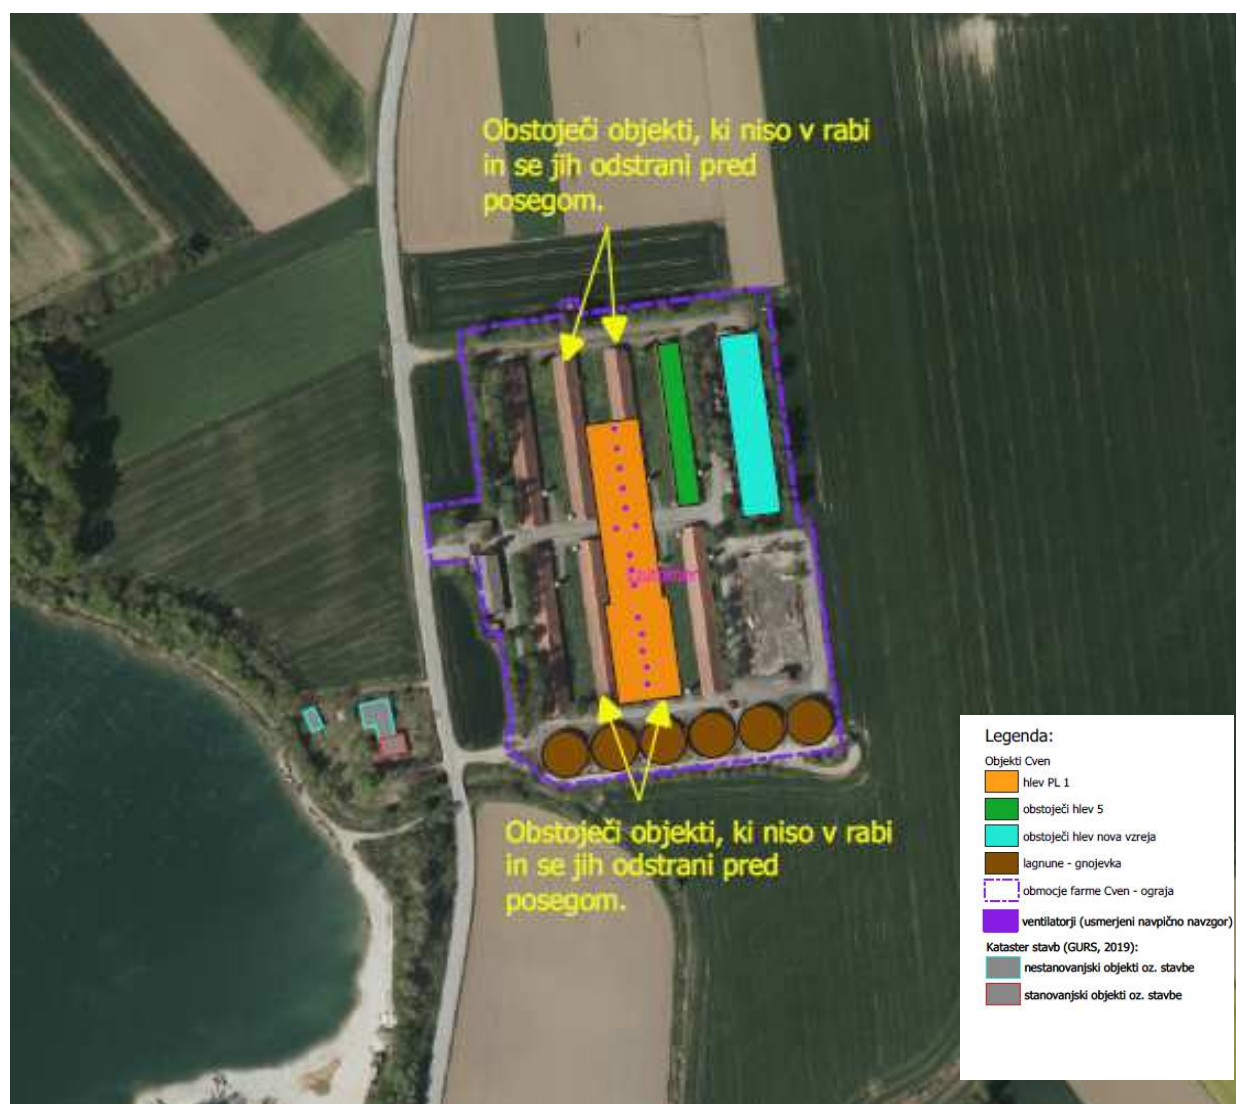 Obstoječi objekti, ki niso v rabi
in se jih odstrani pred
posegom.
Obstoječi objekti, ki niso v rabi
in se jih odstrani pred
posegom.
Legenda:
Objekti Cven
hlev PL 1
obstoječi hlev 5
obstoječi hlev nova vzreja
lagnune - gnojevka
obmocje farme Cven - ograja
ventilatorji (usmerjeni navpično navzgor)
Kataster stavb (GURS, 2019):
nestanovanjski objekti oz. stavbe
stanovanjski objekti oz. stavbe